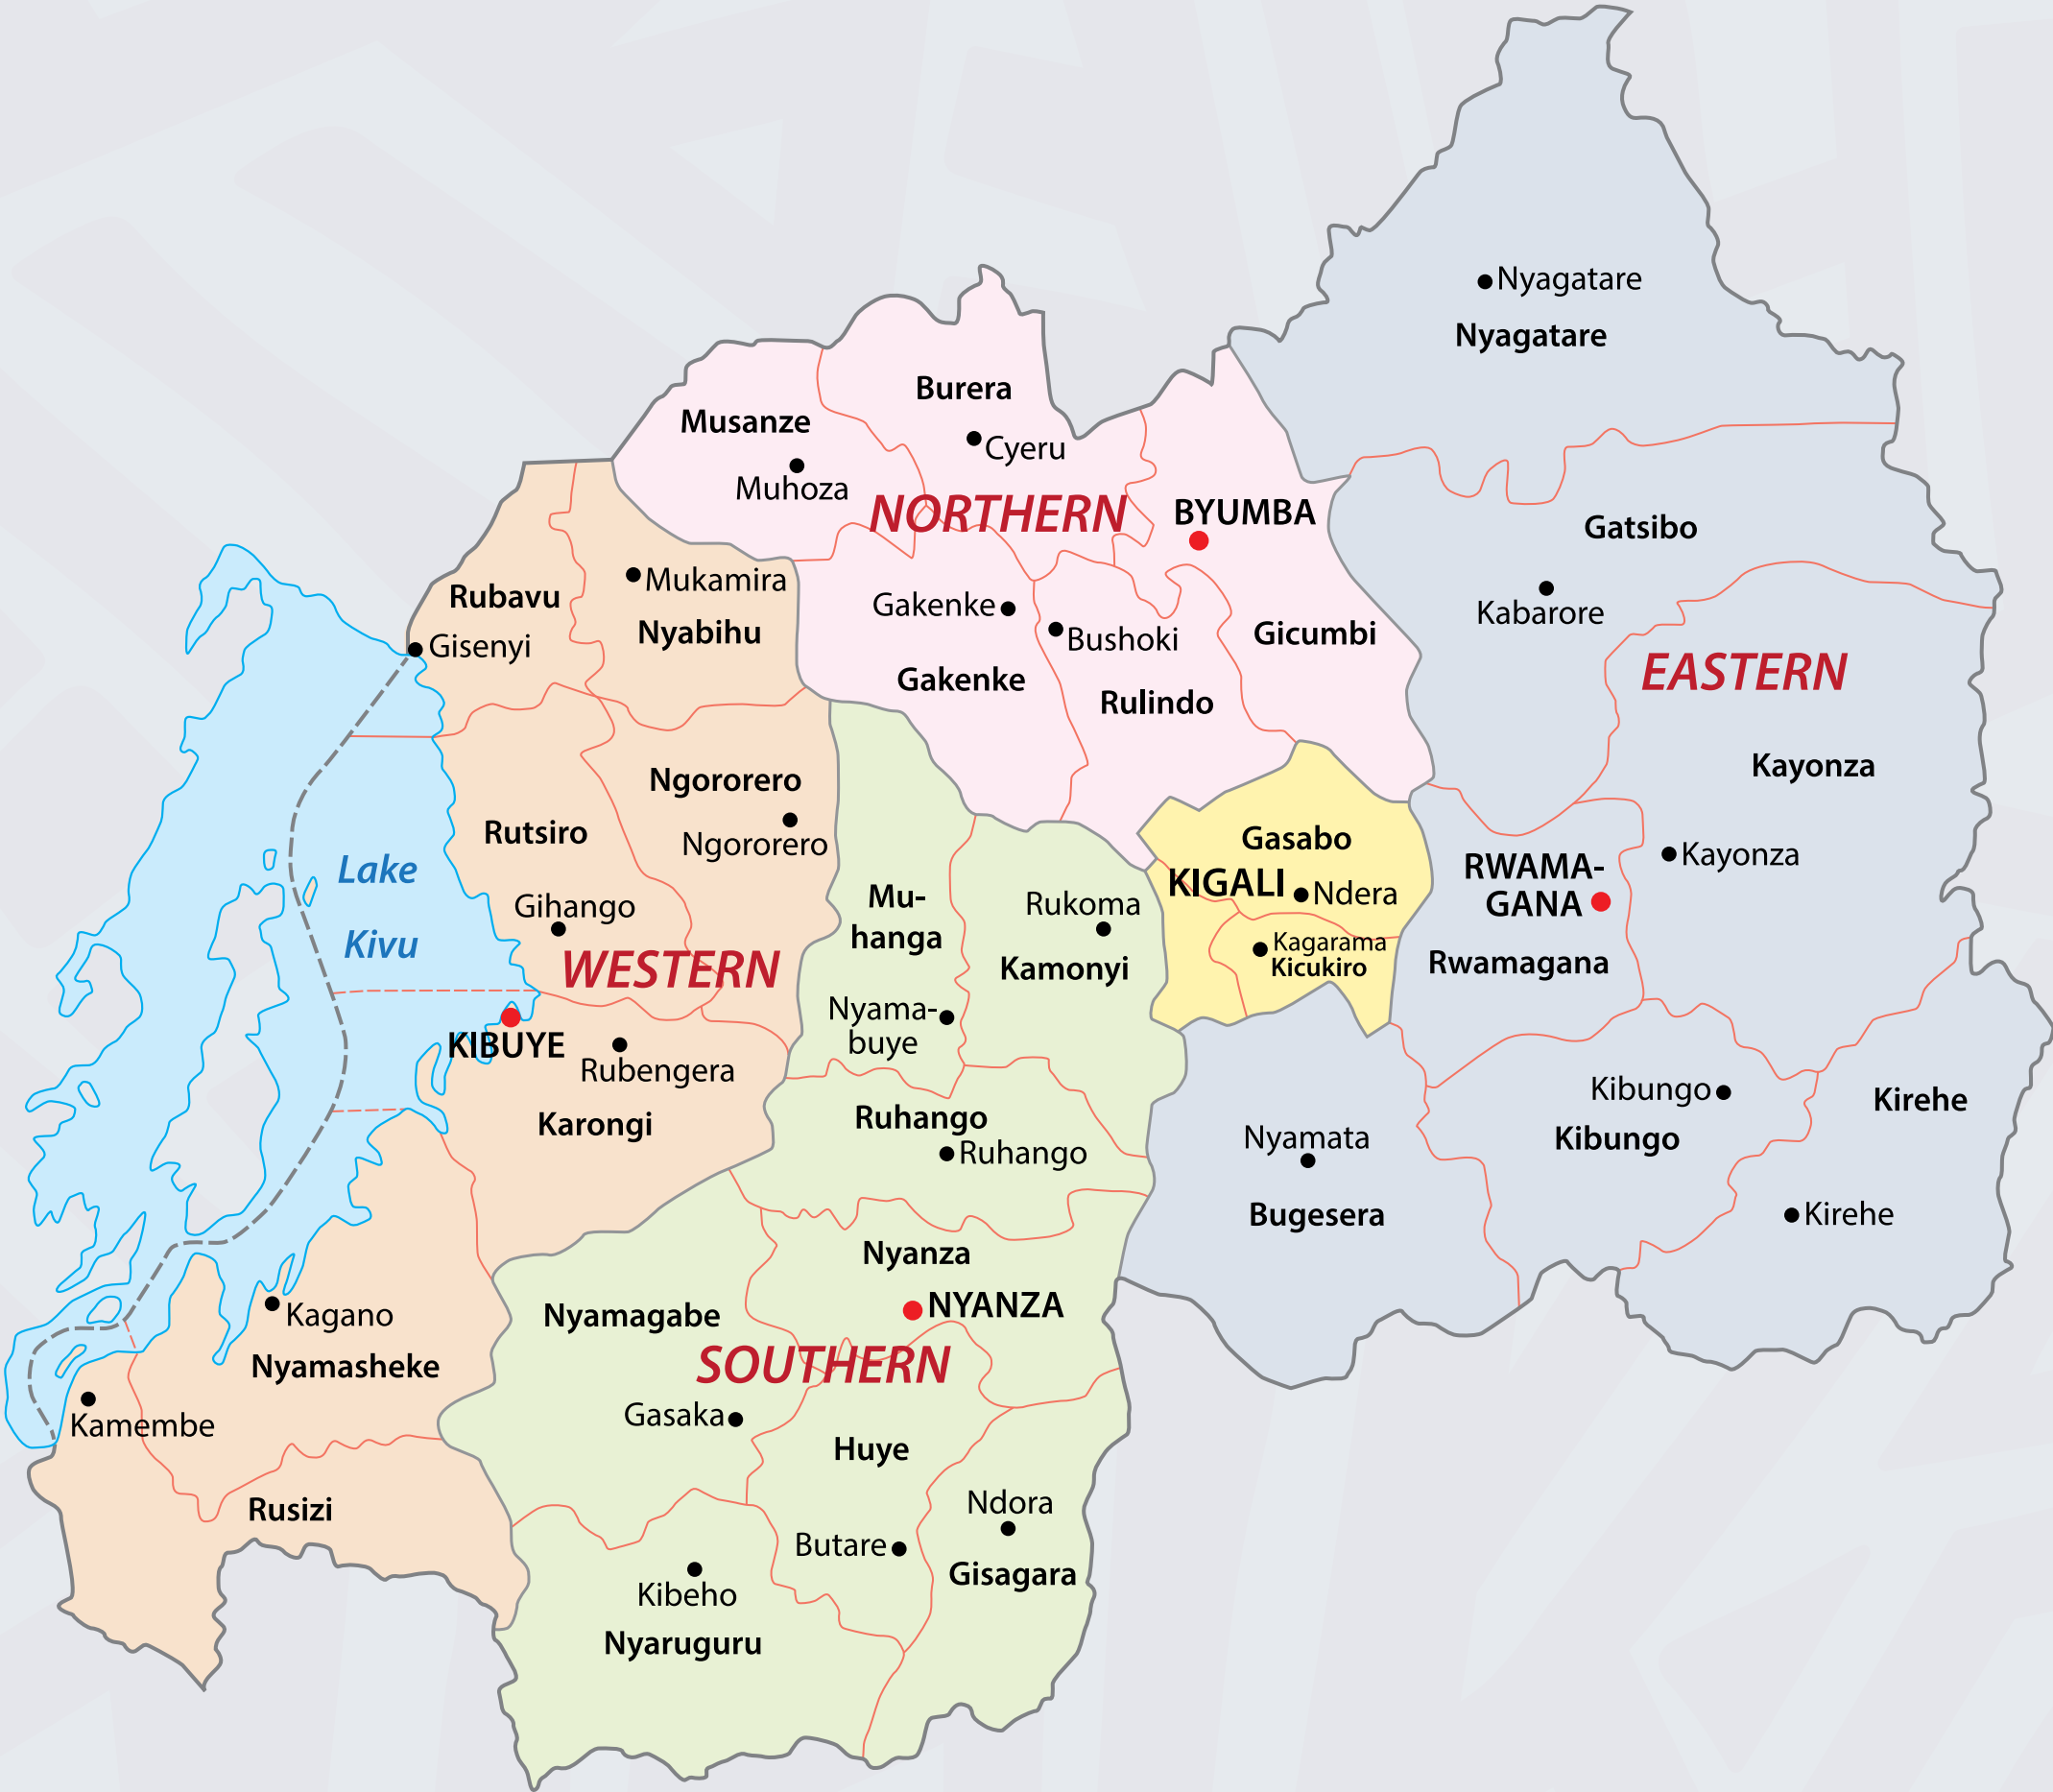 Nyagatare
Nyagatare
Burera
Cyeru
Musanze
Muhoza
NORTHERN
BYUMBA
Gatsibo
Kabarore
Rubavu
Gisenyi
Mukamira
Nyabihu
Gakenke
Gakenke
Bushoki
Rulindo
Gicumbi
EASTERN
Kayonza
Kayonza
Ngororero
Ngororero
Rutsiro
Gihango
Lake
Kivu
WESTERN
KIBUYE
Rubengera
Karongi
Mu-
hanga
Nyama-
buye
Rukoma
Kamonyi
Gasabo
KIGALI
Ndera
Kagarama
Kicukiro
RWAMA-
GANA
Rwamagana
Kibungo
Kibungo
Kirehe
Kirehe
Nyamata
Bugesera
Ruhango
Ruhango
Nyanza
NYANZA
Nyamagabe
SOUTHERN
Gasaka
Huye
Butare
Ndora
Gisagara
Kibeho
Nyaruguru
Kagano
Nyamasheke
Kamembe
Rusizi